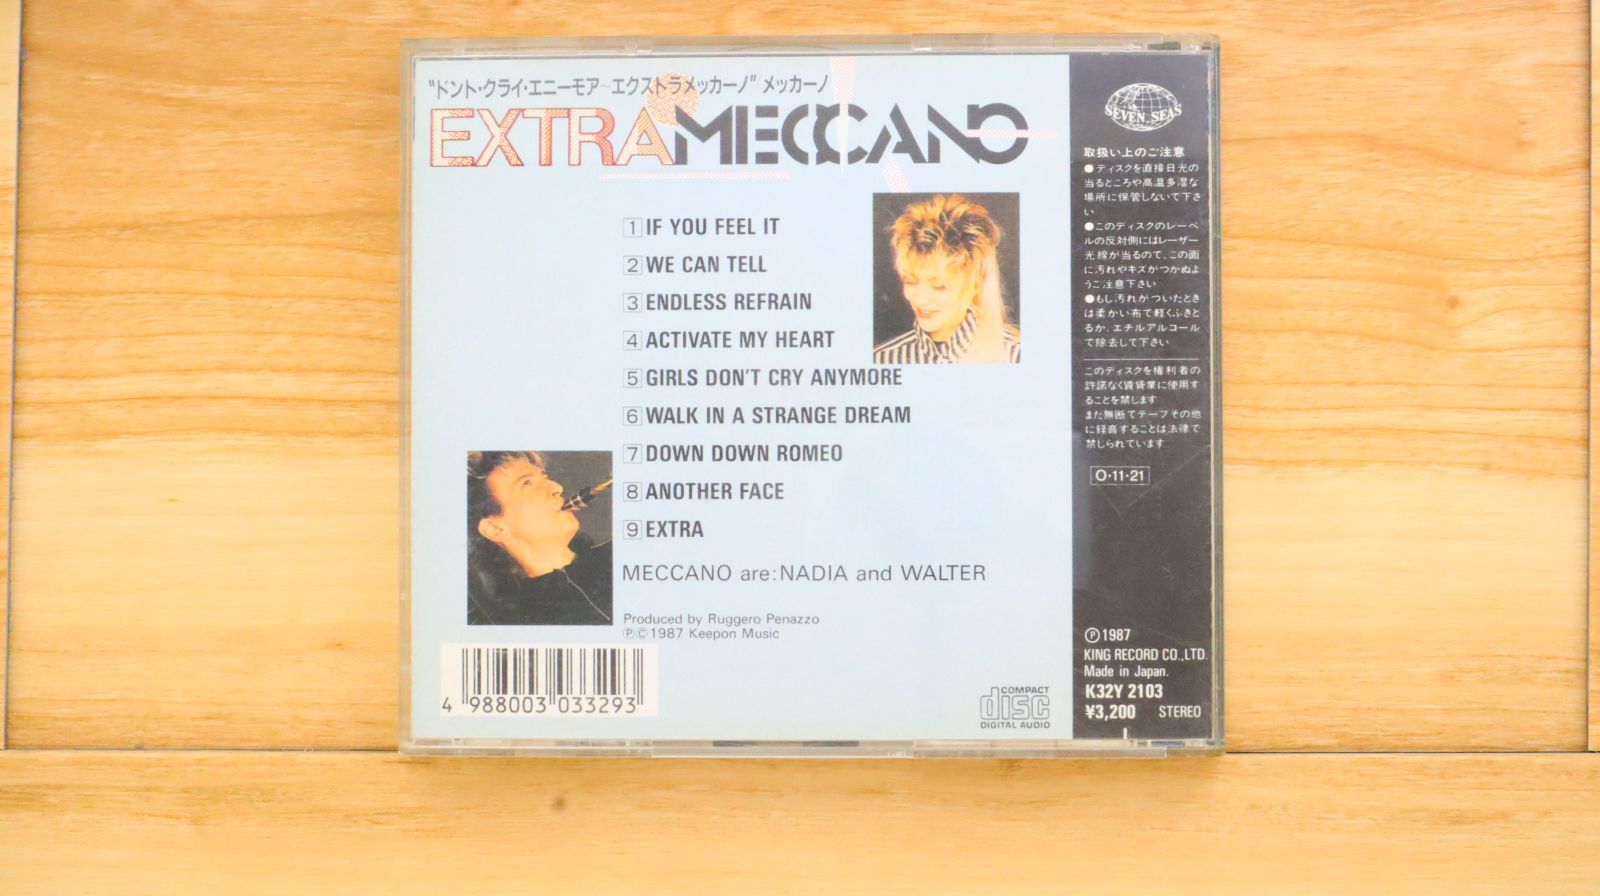 “ドント・クライ・エニーモア~エクストラメッカーノ” メッカーノ
EXTRAMECCANO
1 IF YOU FEEL IT
2 WE CAN TELL
3 ENDLESS REFRAIN
4 ACTIVATE MY HEART
5 GIRLS DON'T CRY ANYMORE
6 WALK IN A STRANGE DREAM
7 DOWN DOWN ROMEO
8 ANOTHER FACE
9 EXTRA
MECCANO are: NADIA and WALTER
Produced by Ruggero Penazzo
ⓅⒸ1987 Keepon Music
4 988003 033293
COMPACT
disc
DIGITAL AUDIO
SEVEN SEAS
取扱い上のご注意
●ディスクを直接日光の
当るところや高温多湿な
場所に保管しないで下さ
い
●このディスクのレーベ
ルの反対側にはレーザー
光線が当るので、この面
に汚れやキズがつかぬよ
うご注意下さい
●もし汚れがついたとき
は柔かい布で軽くふきと
るか、エチルアルコール
で除去して下さい
このディスクを権利者の
許諾なく賃貸業に使用す
ることを禁じます
また無断でテープその他
に録音することは法律で
禁じられています
O・11・21
Ⓟ1987
KING RECORD CO.,LTD.
Made in Japan.
K32Y 2103
¥3,200 STEREO